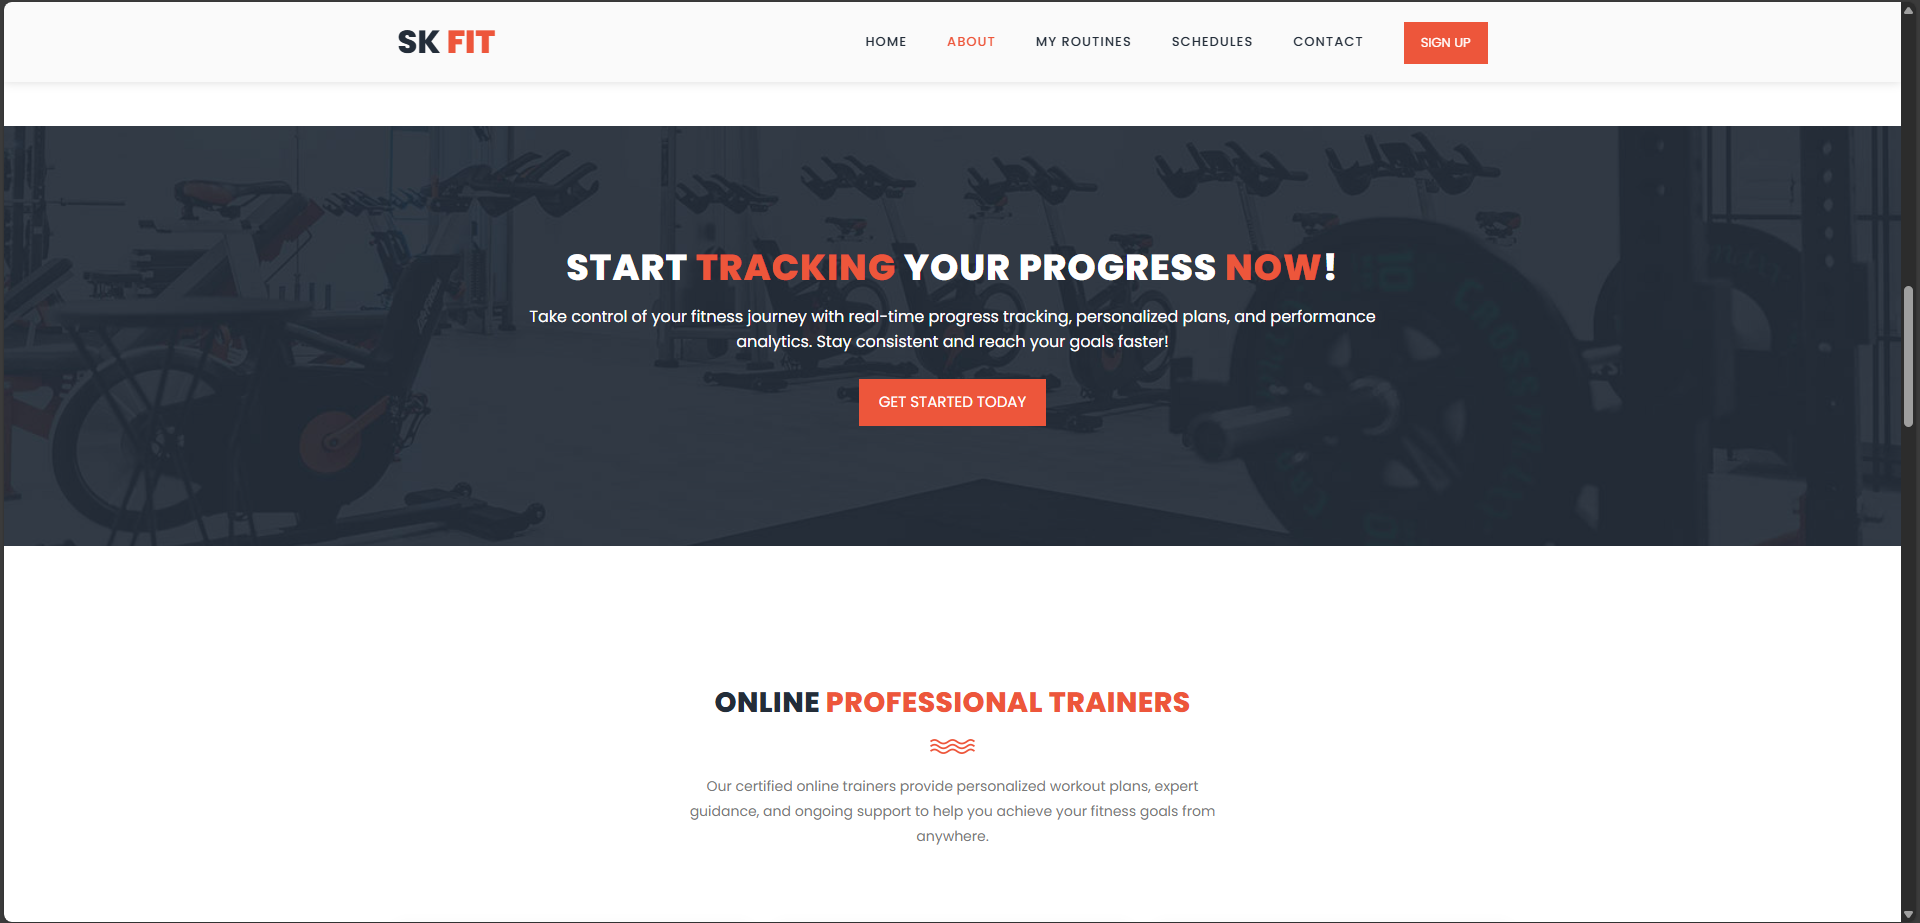 SK FIT
HOME
ABOUT
MY ROUTINES
SCHEDULES
CONTACT
SIGN UP
START TRACKING YOUR PROGRESS NOW!
Take control of your fitness journey with real-time progress tracking, personalized plans, and performance
analytics. Stay consistent and reach your goals faster!
GET STARTED TODAY
ONLINE PROFESSIONAL TRAINERS
Our certified online trainers provide personalized workout plans, expert
guidance, and ongoing support to help you achieve your fitness goals from
anywhere.